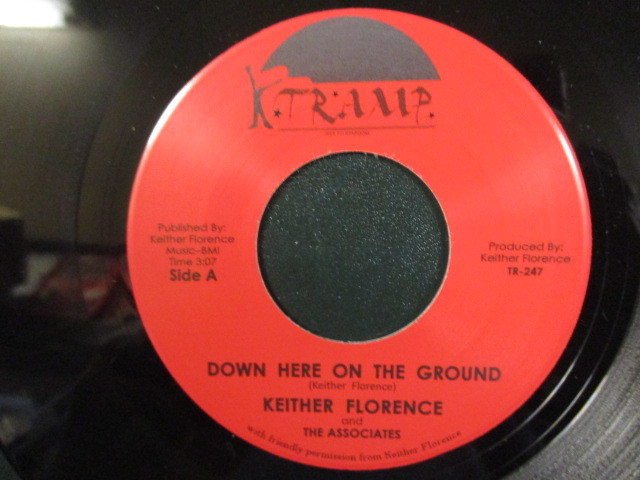 K.TRAMP.
Published By:
Keither Florence
Music-BMI
Time 3:07
Side A
Produced By:
Keither Florence
TR-247
DOWN HERE ON THE GROUND
(Keither Florence)
KEITHER FLORENCE
and
THE ASSOCIATES
with friendly permission from Keither Florence